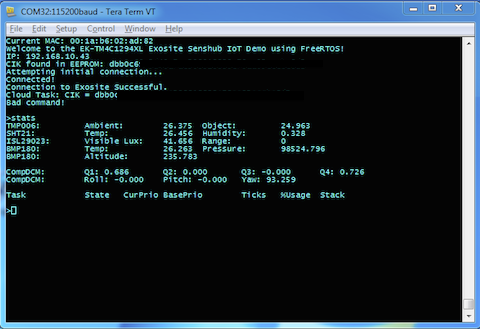 COM32:115200baud - Tera Term VT
File Edit Setup Control Window Help
Current MAC: 00:1a:b6:02:ad:82
Welcome to the EK-TM4C1294XL Exosite Senshub IoT Demo using FreeRTOS!
IP: 192.168.10.43
CIK found in EEPROM: dbb0c6
Attempting initial connection...
Connected!
Connection to Exosite Successful.
Cloud Task: CIK = dbb0c
Bad command!
>stats
TMP006: Ambient: 26.375 Object: 24.963
SHT21: Temp: 26.456 Humidity: 0.328
ISL29023: Visible Lux: 41.656 Range: 0
BMP180: Temp: 26.263 Pressure: 98524.796
BMP180: Altitude: 235.783
CompDCM: Q1: 0.686 Q2: 0.000 Q3: -0.000 Q4: 0.726
CompDCM: Roll: -0.000 Pitch: -0.000 Yaw: 93.259
Task State CurPrio BasePrio Ticks %Usage Stack
>